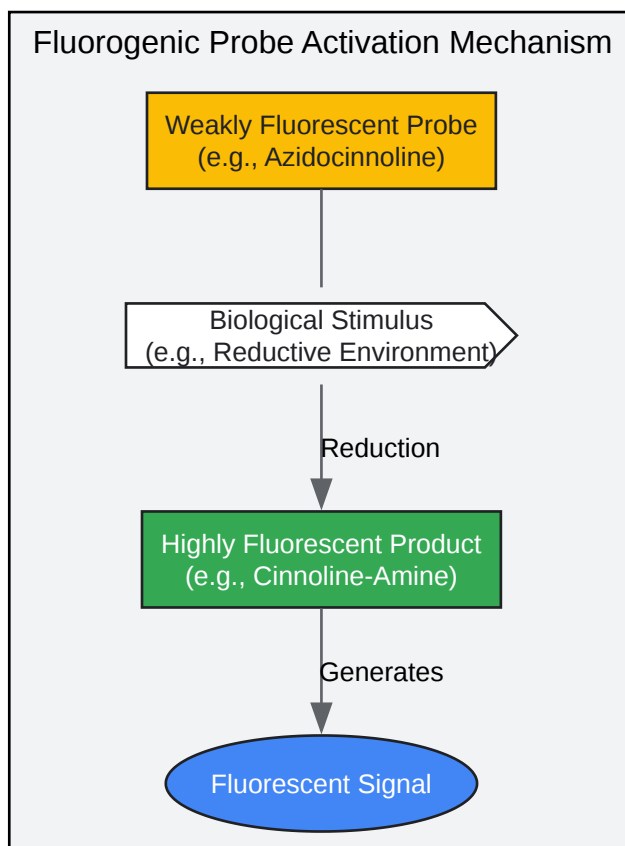 Fluorogenic Probe Activation Mechanism
Weakly Fluorescent Probe
(e.g., Azidocinnoline)
Biological Stimulus
(e.g., Reductive Environment)
Reduction
Highly Fluorescent Product
(e.g., Cinnoline-Amine)
Generates
Fluorescent Signal